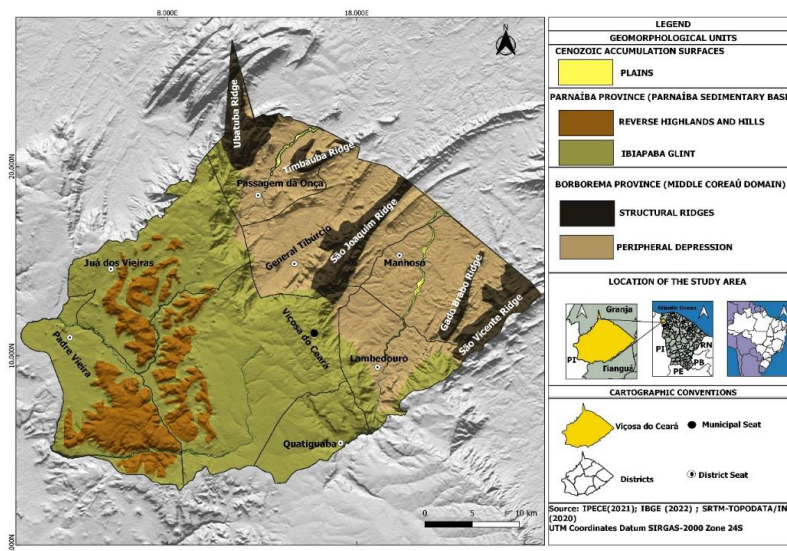 8.000E
18.000E
N
Ubatuba Ridge
Timbaúba Ridge
20.000N
Passagem da Onça
General Tibúrcio
São Joaquim Ridge
Juá dos Vieiras
Manhoso
Gado Brabo Ridge
São Vicente Ridge
Viçosa do Ceará
Padre Vieira
10.000N
Lambedouro
Quatiguaba
0 5 10 km
.000N
LEGEND
GEOMORPHOLOGICAL UNITS
CENOZOIC ACCUMULATION SURFACES
PLAINS
PARNAÍBA PROVINCE (PARNAÍBA SEDIMENTARY BASI
REVERSE HIGHLANDS AND HILLS
IBIAPABA GLINT
BORBOREMA PROVINCE (MIDDLE COREAÚ DOMAIN)
STRUCTURAL RIDGES
PERIPHERAL DEPRESSION
LOCATION OF THE STUDY AREA
Granja
PI
Tianguá
Atlantic Ocean
PI
RN
PB
PE
CARTOGRAPHIC CONVENTIONS
Viçosa do Ceará
Municipal Seat
Districts
District Seat
Source: IPECE(2021); IBGE (2022) ; SRTM-TOPODATA/IN
(2020)
UTM Coordinates Datum SIRGAS-2000 Zone 24S